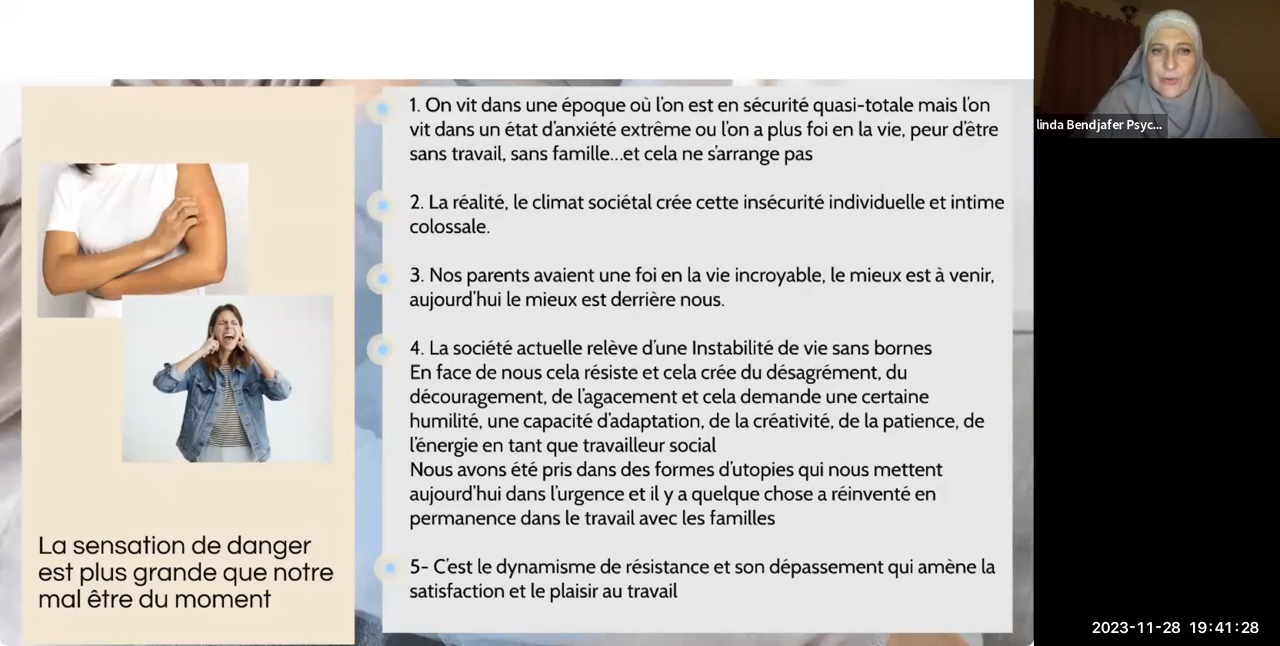 1. On vit dans une époque où l'on est en sécurité quasi-totale mais l'on
vit dans un état d'anxiété extrême ou l'on a plus foi en la vie, peur d'être
sans travail, sans famille...et cela ne s'arrange pas
2. La réalité, le climat sociétal crée cette insécurité individuelle et intime
colossale.
3. Nos parents avaient une foi en la vie incroyable, le mieux est à venir,
aujourd'hui le mieux est derrière nous.
4. La société actuelle relève d'une Instabilité de vie sans bornes
En face de nous cela résiste et cela crée du désagrément, du
découragement, de l'agacement et cela demande une certaine
humilité, une capacité d'adaptation, de la créativité, de la patience, de
l'énergie en tant que travailleur social
Nous avons été pris dans des formes d'utopies qui nous mettent
aujourd'hui dans l'urgence et il y a quelque chose a réinventé en
permanence dans le travail avec les familles
5- C'est le dynamisme de résistance et son dépassement qui amène la
satisfaction et le plaisir au travail
La sensation de danger
est plus grande que notre
mal être du moment
linda Bendjafer Psyc...
2023-11-28 19:41:28